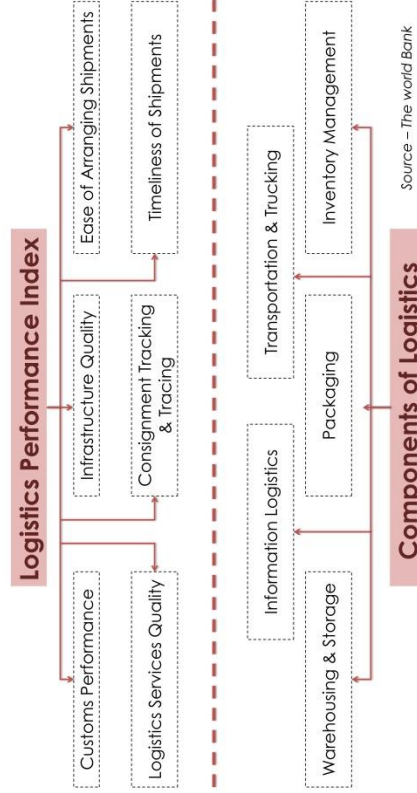 Logistics Performance Index
Customs Performance
Infrastructure Quality
Ease of Arranging Shipments
Logistics Services Quality
Consignment Tracking
& Tracing
Timeliness of Shipments
Information Logistics
Transportation & Trucking
Warehousing & Storage
Packaging
Inventory Management
Components of Logistics
Source – The world Bank